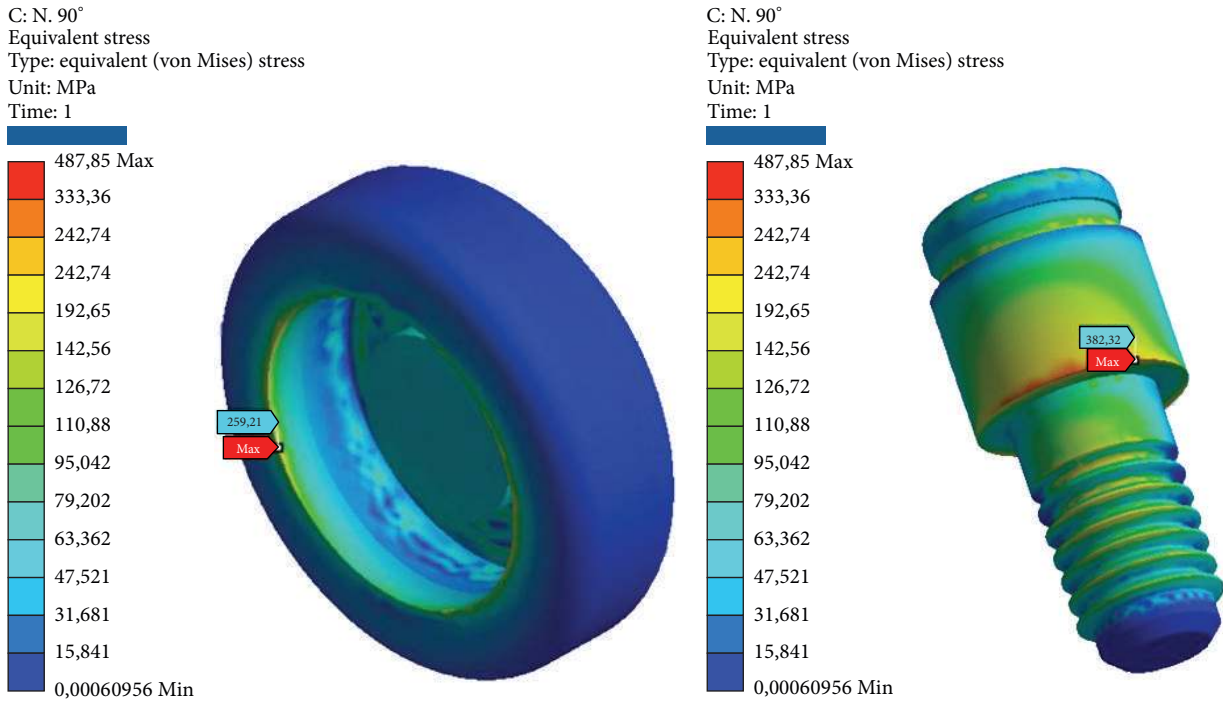 C: N. 90°
Equivalent stress
Type: equivalent (von Mises) stress
Unit: MPa
Time: 1
487,85 Max
333,36
242,74
242,74
192,65
142,56
126,72
110,88
95,042
79,202
63,362
47,521
31,681
15,841
0,00060956 Min
259,21
Max
C: N. 90°
Equivalent stress
Type: equivalent (von Mises) stress
Unit: MPa
Time: 1
487,85 Max
333,36
242,74
242,74
192,65
142,56
126,72
110,88
95,042
79,202
63,362
47,521
31,681
15,841
0,00060956 Min
382,32
Max